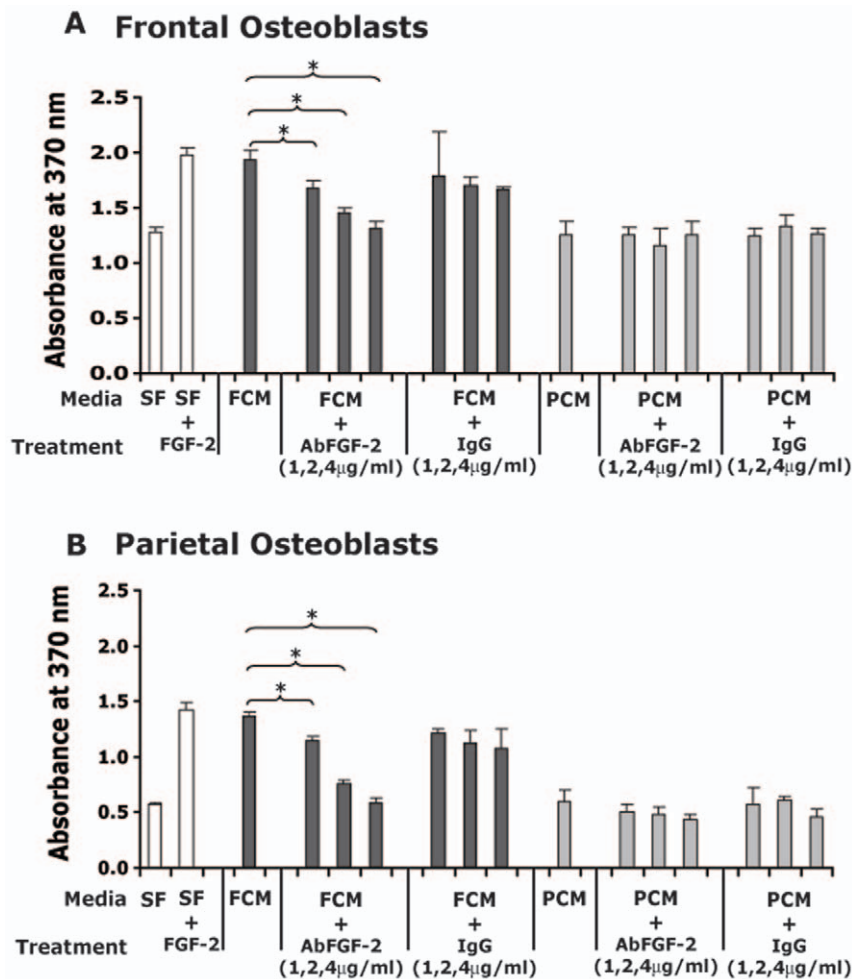 A Frontal Osteoblasts
Absorbance at 370 nm
2.5
2.0
1.5
1.0
0.5
0.0
*
*
*
Media SF SF FCM FCM FCM PCM PCM PCM
+ + + + +
Treatment FGF-2 AbFGF-2 IgG AbFGF-2 IgG
(1,2,4μg/ml) (1,2,4μg/ml) (1,2,4μg/ml) (1,2,4μg/ml)
B Parietal Osteoblasts
Absorbance at 370 nm
2.5
2.0
1.5
1.0
0.5
0.0
*
*
*
Media SF SF FCM FCM FCM PCM PCM PCM
+ + + + +
Treatment FGF-2 AbFGF-2 IgG AbFGF-2 IgG
(1,2,4μg/ml) (1,2,4μg/ml) (1,2,4μg/ml) (1,2,4μg/ml)